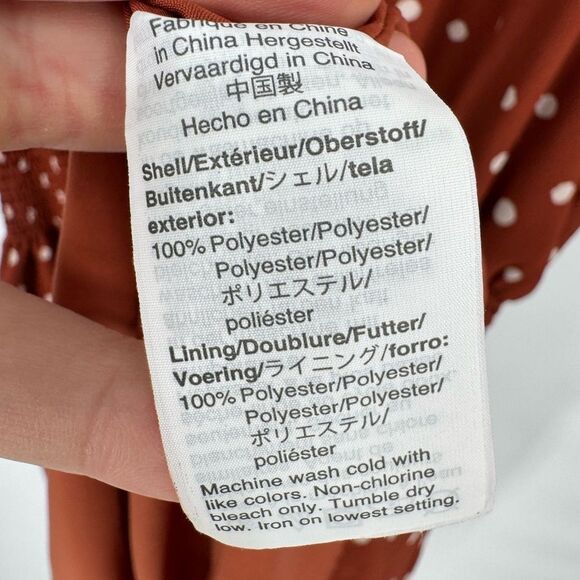 Fabriqué en Chine
in China Hergestellt
Vervaardigd in China
中国製
Hecho en China
Shell/Extérieur/Oberstoff/
Buitenkant/シェル/tela
exterior:
100% Polyester/Polyester/
Polyester/Polyester/
ポリエステル/
poliéster
Lining/Doublure/Futter/
Voering/ライニング/forro:
100% Polyester/Polyester/
Polyester/Polyester/
ポリエステル/
poliéster
Machine wash cold with
like colors. Non-chlorine
bleach only. Tumble dry
low. Iron on lowest setting.